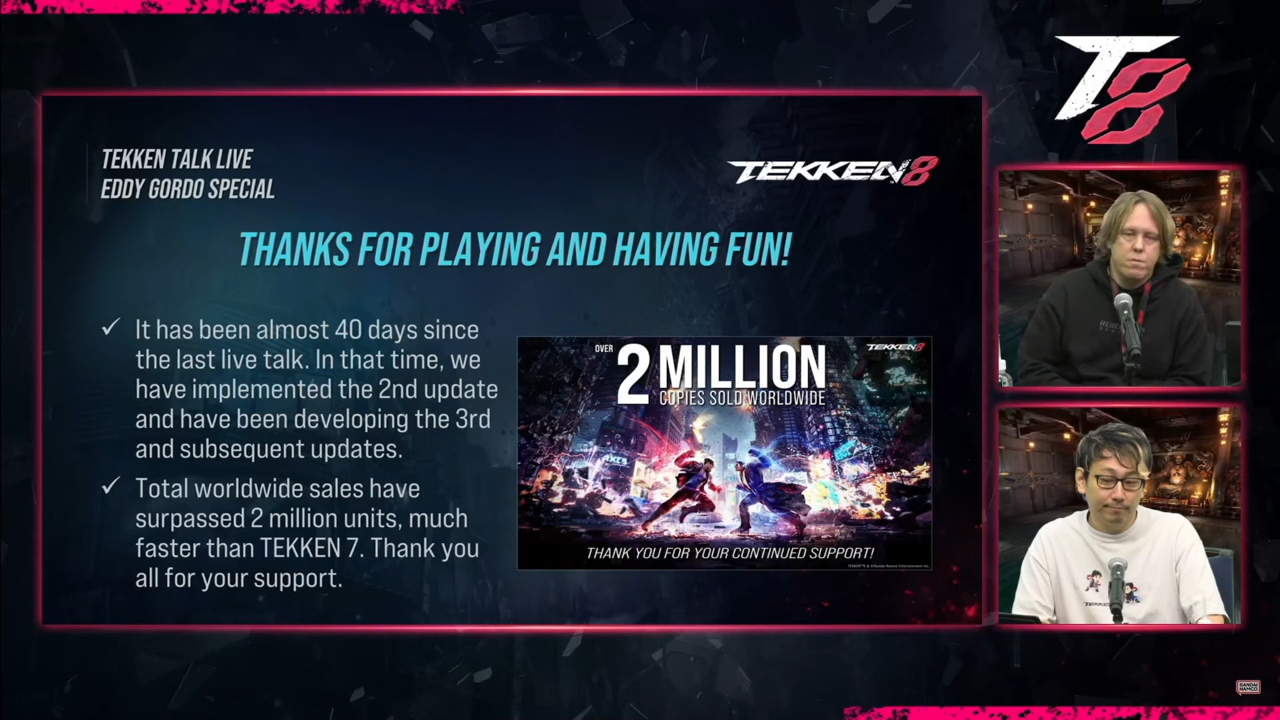 TEKKEN TALK LIVE
EDDY GORDO SPECIAL
TEKKEN 8
THANKS FOR PLAYING AND HAVING FUN!
✓ It has been almost 40 days since
the last live talk. In that time, we
have implemented the 2nd update
and have been developing the 3rd
and subsequent updates.
✓ Total worldwide sales have
surpassed 2 million units, much
faster than TEKKEN 7. Thank you
all for your support.
OVER
2 MILLION
COPIES SOLD WORLDWIDE
TEKKEN 8
THANK YOU FOR YOUR CONTINUED SUPPORT!
T8
TEKKEN
BANDAI
NAMCO